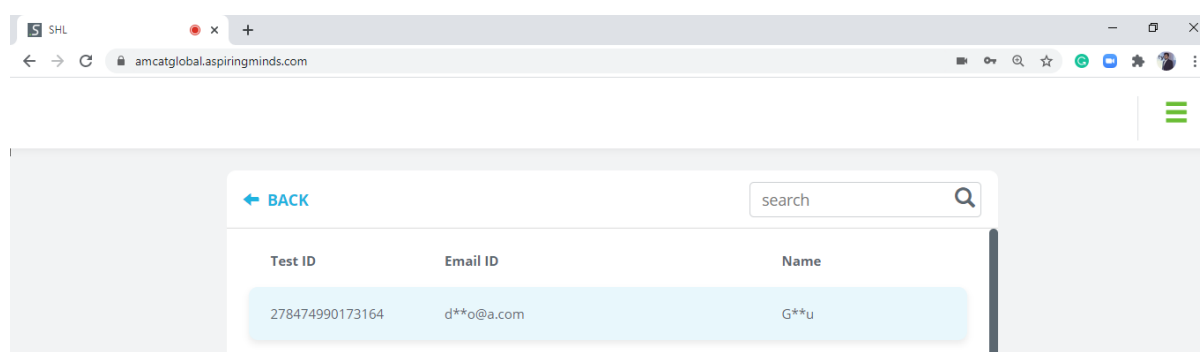 SHL
amcatglobal.aspiringminds.com
BACK
search
Test ID Email ID Name
278474990173164 d**o@a.com G**u